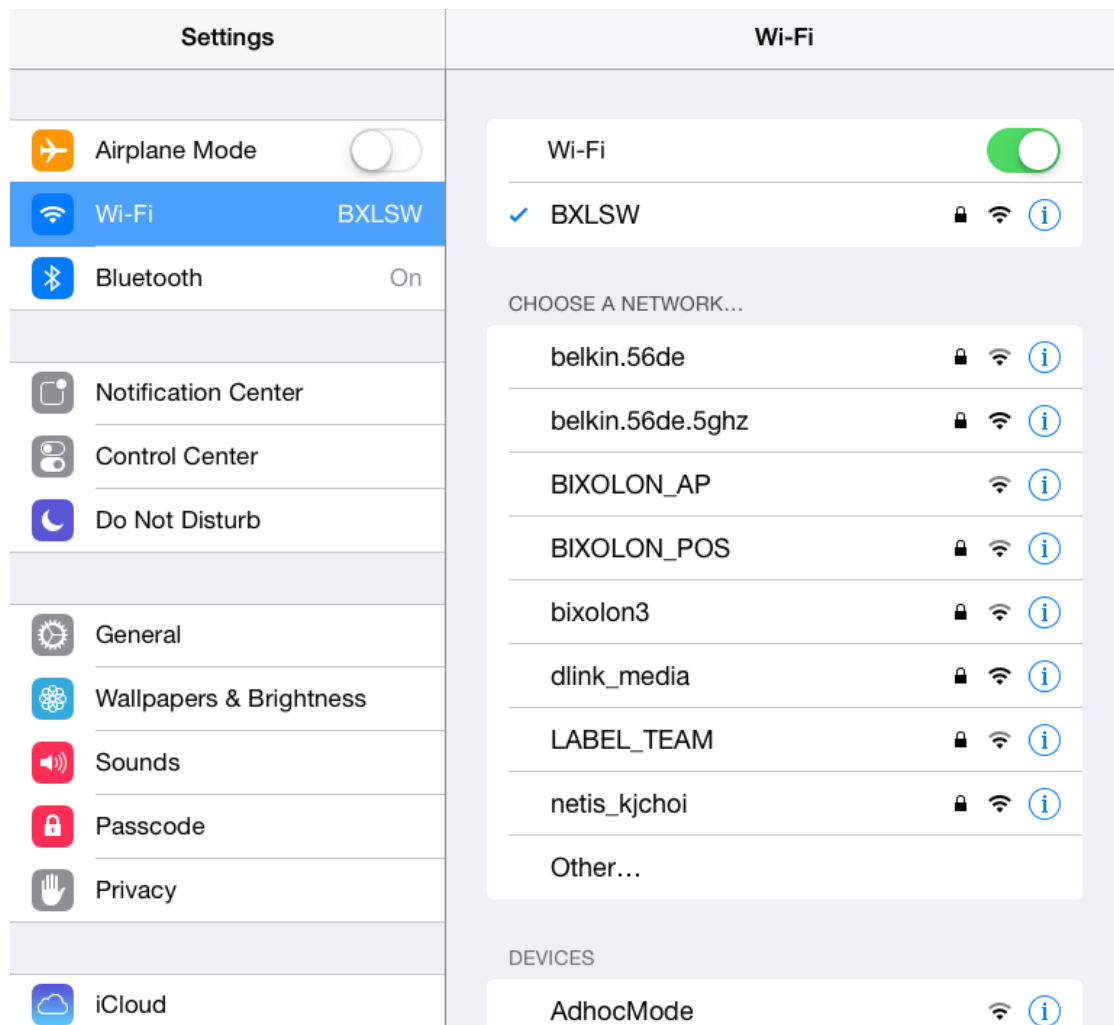 Settings
Airplane Mode
Wi-Fi BXLSW
Bluetooth On
Notification Center
Control Center
Do Not Disturb
General
Wallpapers & Brightness
Sounds
Passcode
Privacy
iCloud
Wi-Fi
Wi-Fi
BXLSW
CHOOSE A NETWORK...
belkin.56de
belkin.56de.5ghz
BIXOLON_AP
BIXOLON_POS
bixolon3
dlink_media
LABEL_TEAM
netis_kjchoi
Other...
DEVICES
AdhocMode